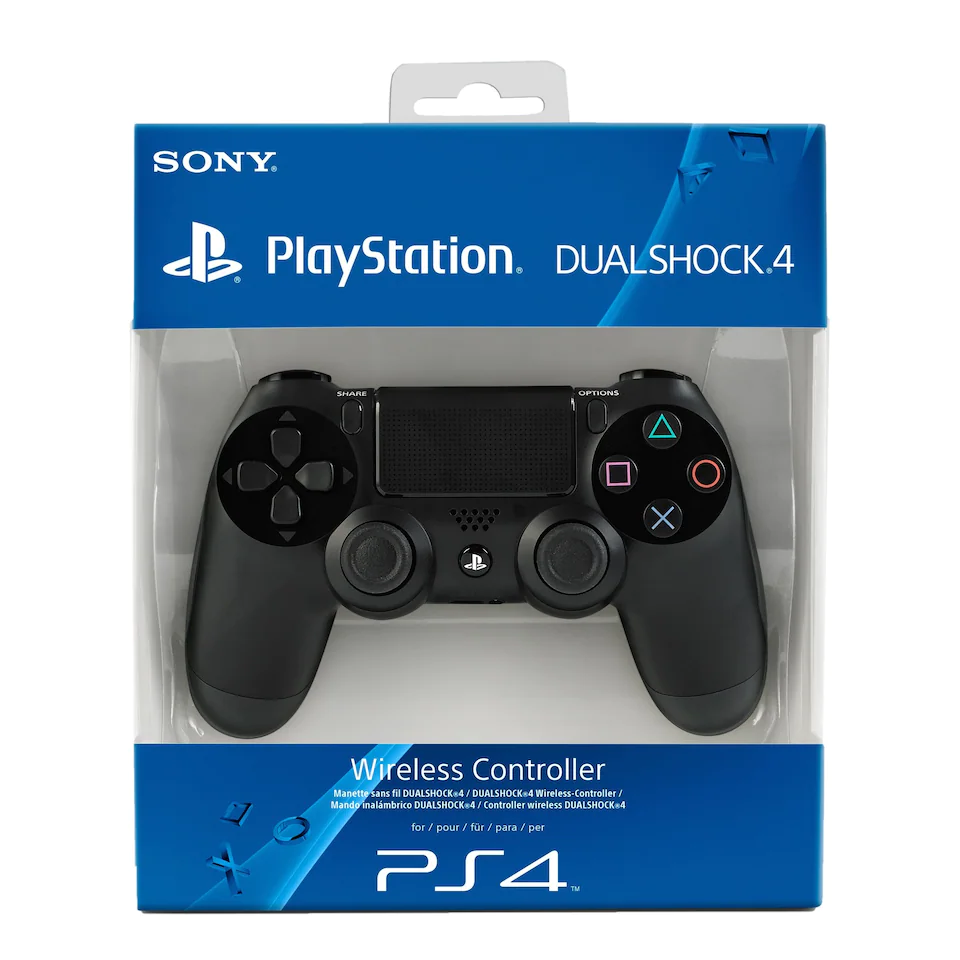 SONY®
PlayStation® DUALSHOCK®4
SHARE OPTIONS
Wireless Controller
Manette sans fil DUALSHOCK®4 / DUALSHOCK®4 Wireless-Controller /
Mando inalámbrico DUALSHOCK®4 / Controller wireless DUALSHOCK®4
for / pour / für / para / per
PS4™